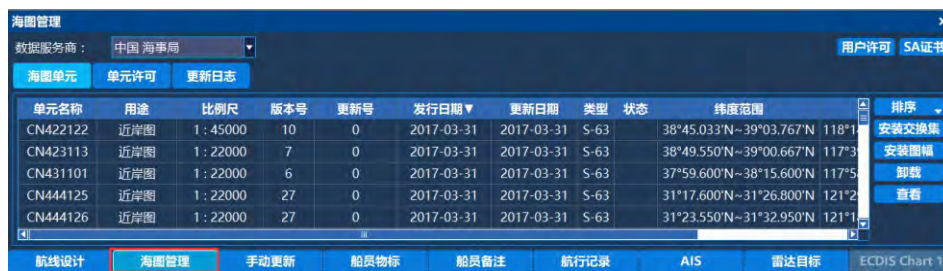 海图管理
数据服务商： 中国 海事局 用户许可 SA证书
海图单元 单元许可 更新日志
单元名称 用途 比例尺 版本号 更新号 发行日期▼ 更新日期 类型 状态 纬度范围 排序
CN422122 近岸图 1 : 45000 10 0 2017-03-31 2017-03-31 S-63 38°45.033'N~39°03.767'N 118°1 安装交换集
CN423113 近岸图 1 : 22000 7 0 2017-03-31 2017-03-31 S-63 38°49.550'N~39°00.667'N 117°3 安装图幅
CN431101 近岸图 1 : 22000 6 0 2017-03-31 2017-03-31 S-63 37°59.600'N~38°15.600'N 117°5 卸载
CN444125 近岸图 1 : 22000 27 0 2017-03-31 2017-03-31 S-63 31°17.600'N~31°26.800'N 121°2 查看
CN444126 近岸图 1 : 22000 27 0 2017-03-31 2017-03-31 S-63 31°23.550'N~31°32.950'N 121°1
航线设计 海图管理 手动更新 船员物标 船员备注 航行记录 AIS 雷达目标 ECDIS Chart 1